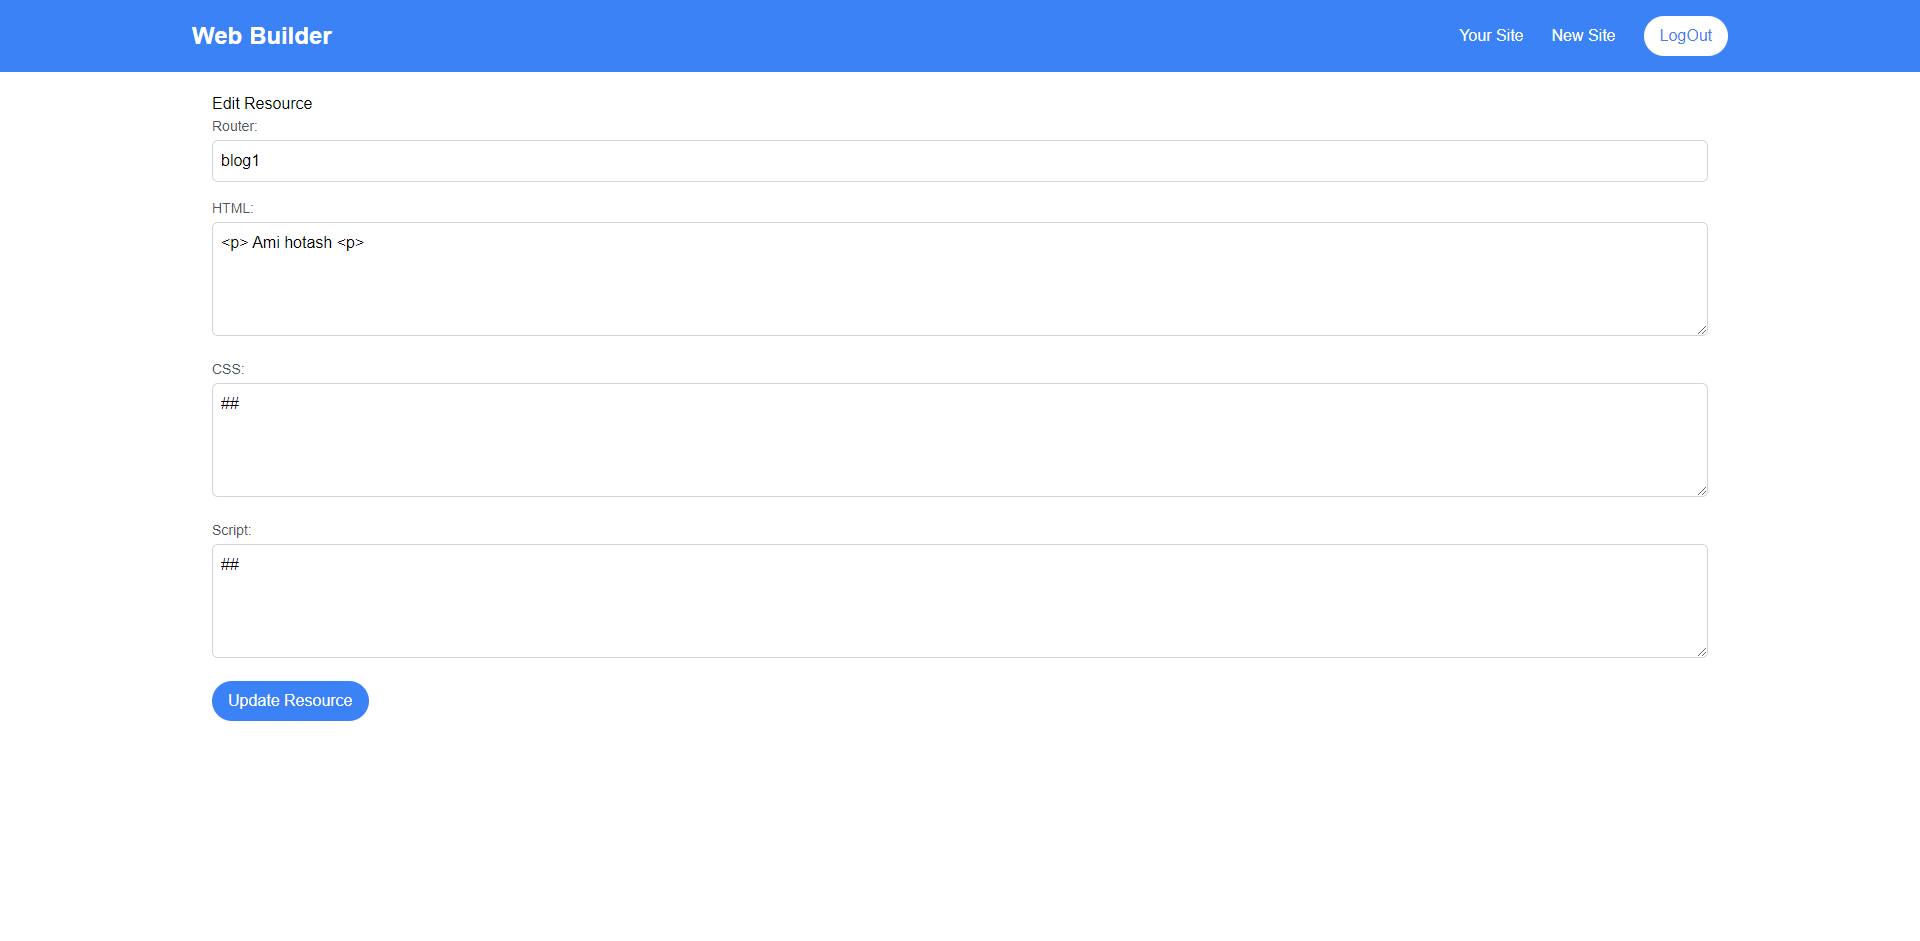 Web Builder
Your Site
New Site
LogOut
Edit Resource
Router:
blog1
HTML:
<p> Ami hotash <p>
CSS:
##
Script:
##
Update Resource